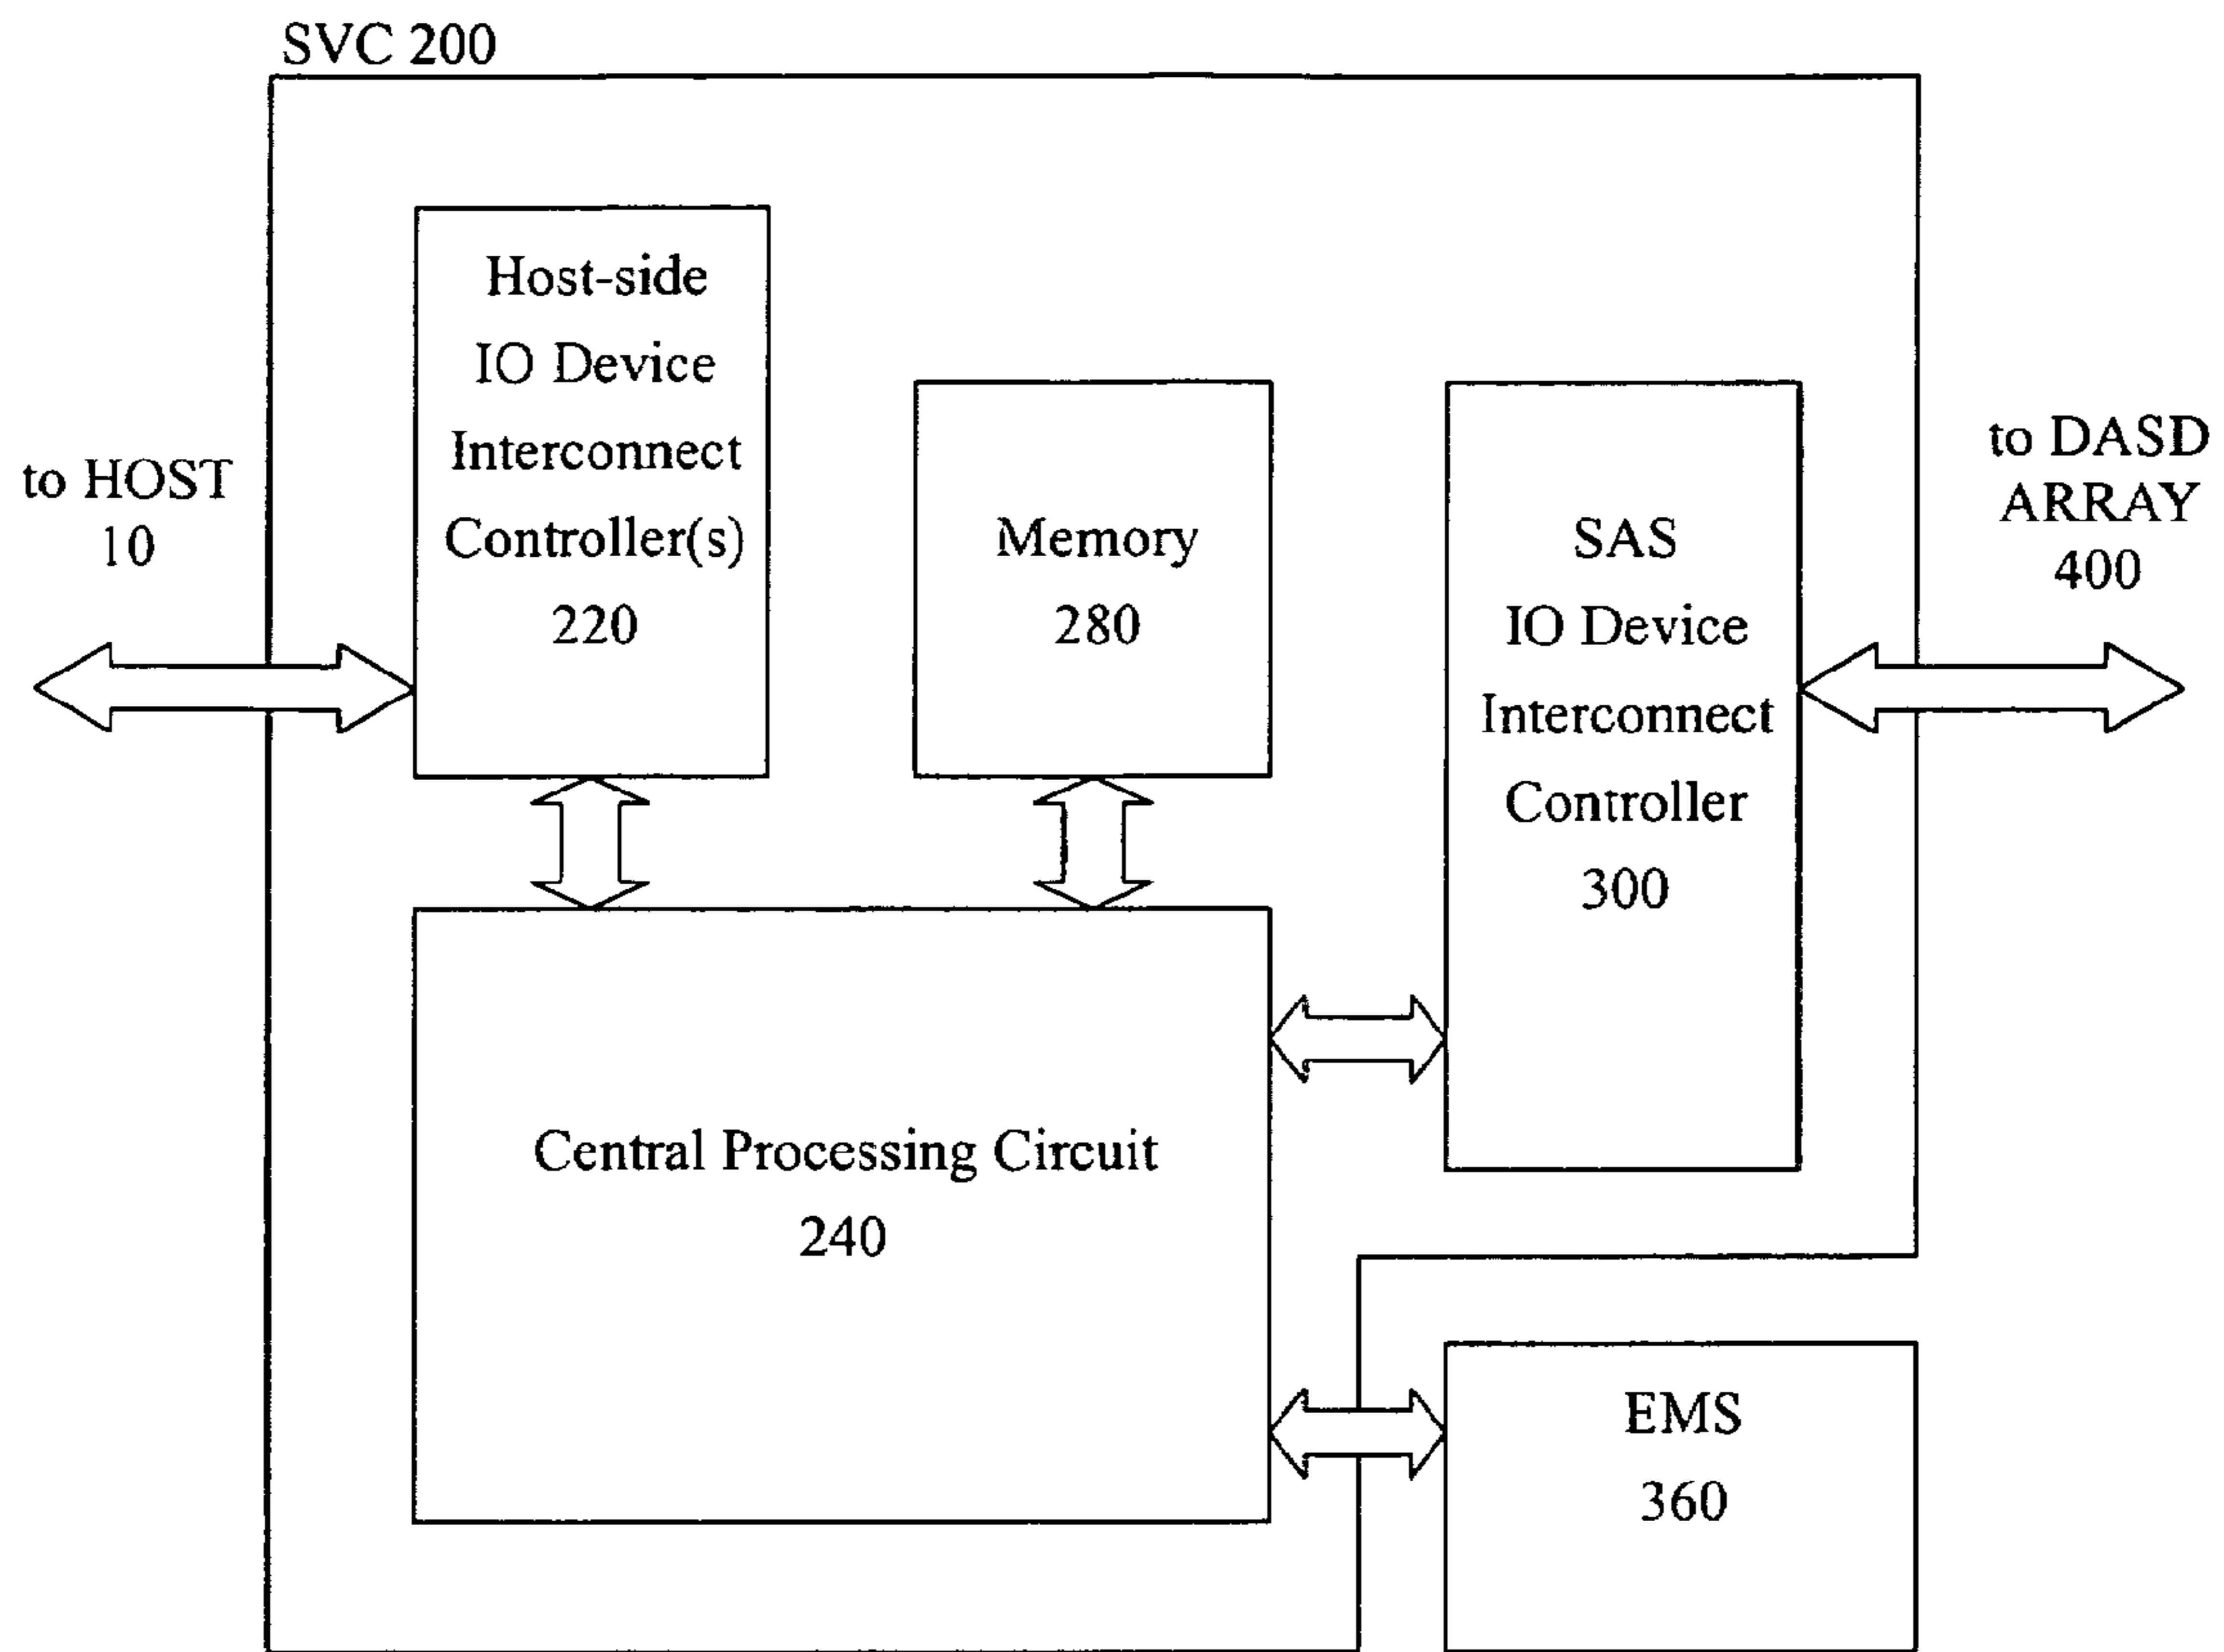 SVC 200
to HOST
10
Host-side
IO Device
Interconnect
Controller(s)
220
Memory
280
SAS
IO Device
Interconnect
Controller
300
to DASD
ARRAY
400
Central Processing Circuit
240
EMS
360